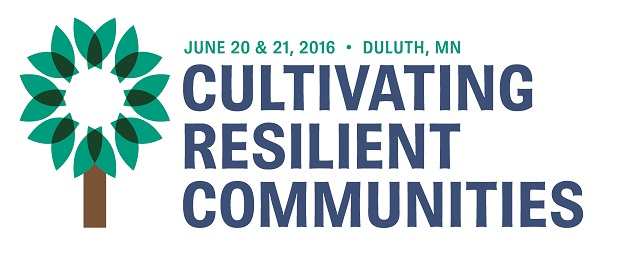 JUNE 20 & 21, 2016 • DULUTH, MN
CULTIVATING
RESILIENT
COMMUNITIES